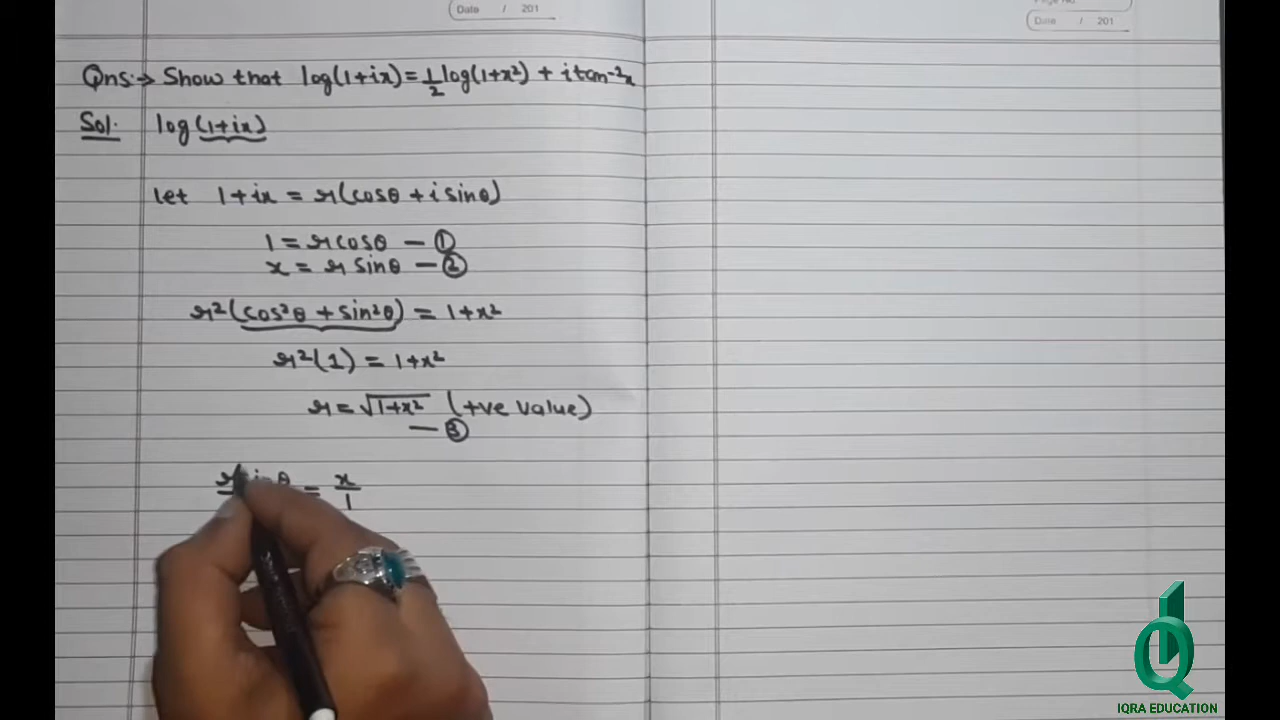 Date / 201
Page No.
Date / 201
Qns:→ Show that log(1+ix) = 1/2 log(1+x²) + i tan⁻¹x
Sol. log(1+ix)
let 1+ix = r(cosθ + i sinθ)
1 = r cosθ — ①
x = r sinθ — ②
r²(cos²θ + sin²θ) = 1+x²
r²(1) = 1+x²
r = √1+x² (+ve value)
— ③
= x/1
IQRA EDUCATION